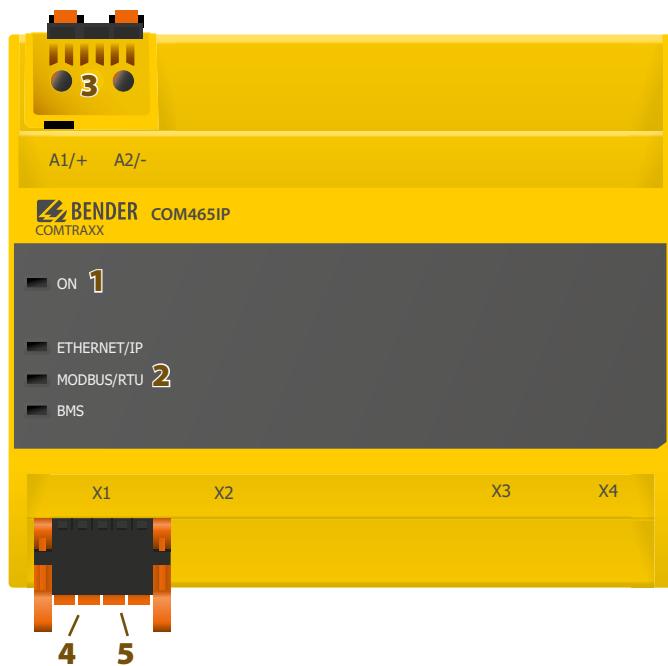 3
A1/+ A2/-
BENDER COM465IP
COMTRAXX
ON 1
ETHERNET/IP
MODBUS/RTU 2
BMS
X1 X2 X3 X4
4 5